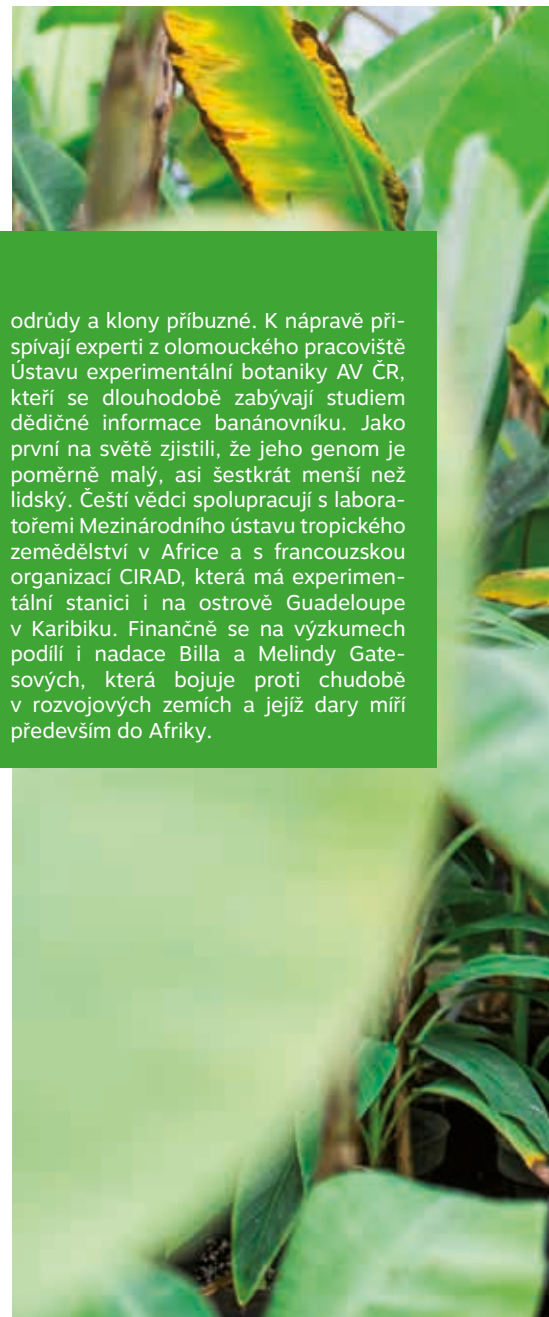 odrůdy a klony příbuzné. K nápravě při-
spívají experti z olomouckého pracoviště
Ústavu experimentální botaniky AV ČR,
kteří se dlouhodobě zabývají studiem
dědičné informace banánovníku. Jako
první na světě zjistili, že jeho genom je
poměrně malý, asi šestkrát menší než
lidský. Čeští vědci spolupracují s labora-
tořemi Mezinárodního ústavu tropického
zemědělství v Africe a s francouzskou
organizací CIRAD, která má experimen-
tální stanici i na ostrově Guadeloupe
v Karibiku. Finančně se na výzkumech
podílí i nadace Billa a Melindy Gate-
sových, která bojuje proti chudobě
v rozvojových zemích a jejíž dary míří
především do Afriky.